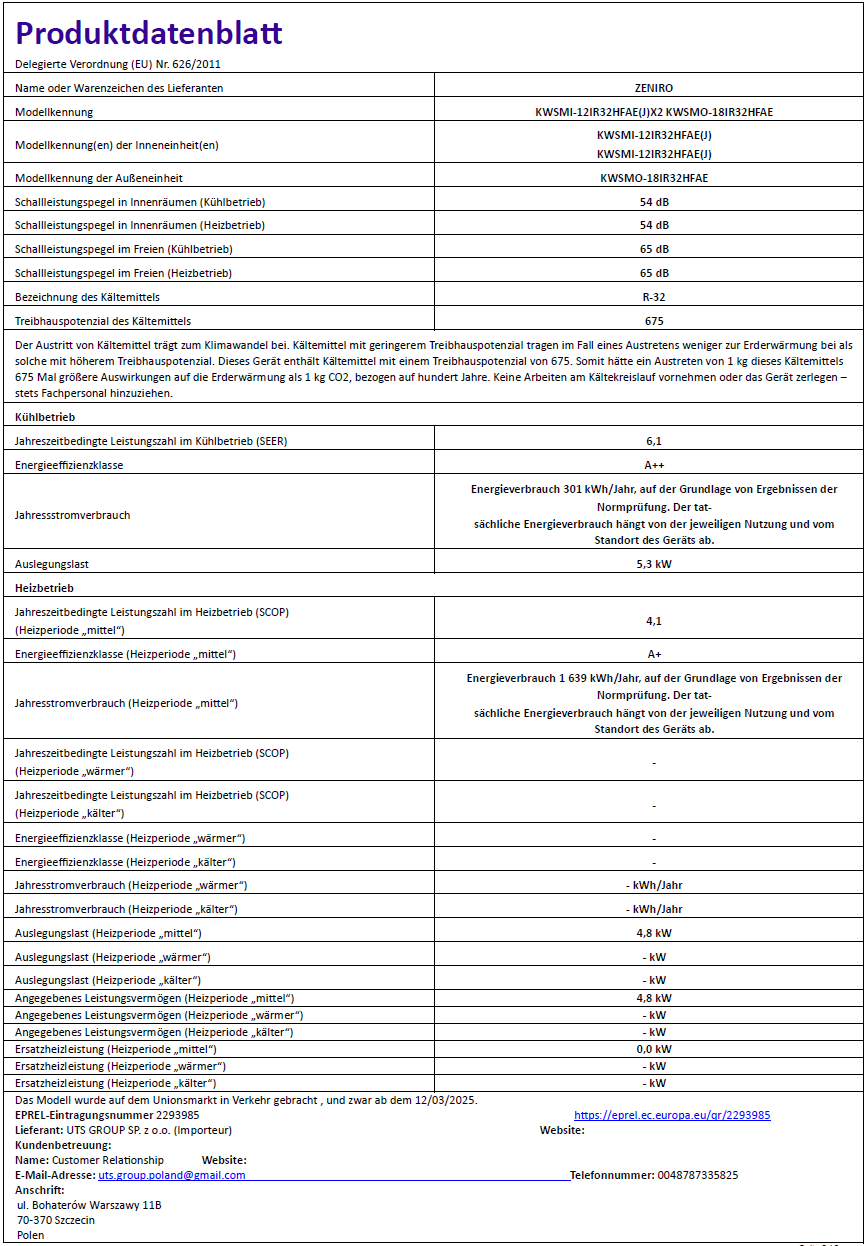 Produktdatenblatt
Delegierte Verordnung (EU) Nr. 626/2011
Name oder Warenzeichen des Lieferanten ZENIRO
Modellkennung KWSMI-12IR32HFAE(J)X2 KWSMO-18IR32HFAE
Modellkennung(en) der Inneneinheit(en) KWSMI-12IR32HFAE(J)
KWSMI-12IR32HFAE(J)
Modellkennung der Außeneinheit KWSMO-18IR32HFAE
Schallleistungspegel in Innenräumen (Kühlbetrieb) 54 dB
Schallleistungspegel in Innenräumen (Heizbetrieb) 54 dB
Schallleistungspegel im Freien (Kühlbetrieb) 65 dB
Schallleistungspegel im Freien (Heizbetrieb) 65 dB
Bezeichnung des Kältemittels R-32
Treibhauspotenzial des Kältemittels 675
Der Austritt von Kältemittel trägt zum Klimawandel bei. Kältemittel mit geringerem Treibhauspotenzial tragen im Fall eines Austretens weniger zur Erderwärmung bei als
solche mit höherem Treibhauspotenzial. Dieses Gerät enthält Kältemittel mit einem Treibhauspotenzial von 675. Somit hätte ein Austreten von 1 kg dieses Kältemittels
675 Mal größere Auswirkungen auf die Erderwärmung als 1 kg CO2, bezogen auf hundert Jahre. Keine Arbeiten am Kältekreislauf vornehmen oder das Gerät zerlegen –
stets Fachpersonal hinzuziehen.
Kühlbetrieb
Jahreszeitbedingte Leistungszahl im Kühlbetrieb (SEER) 6,1
Energieeffizienzklasse A++
Jahressstromverbrauch Energieverbrauch 301 kWh/Jahr, auf der Grundlage von Ergebnissen der
Normprüfung. Der tat-
sächliche Energieverbrauch hängt von der jeweiligen Nutzung und vom
Standort des Geräts ab.
Auslegungslast 5,3 kW
Heizbetrieb
Jahreszeitbedingte Leistungszahl im Heizbetrieb (SCOP)
(Heizperiode „mittel“) 4,1
Energieeffizienzklasse (Heizperiode „mittel“) A+
Jahresstromverbrauch (Heizperiode „mittel“) Energieverbrauch 1 639 kWh/Jahr, auf der Grundlage von Ergebnissen der
Normprüfung. Der tat-
sächliche Energieverbrauch hängt von der jeweiligen Nutzung und vom
Standort des Geräts ab.
Jahreszeitbedingte Leistungszahl im Heizbetrieb (SCOP)
(Heizperiode „wärmer“) -
Jahreszeitbedingte Leistungszahl im Heizbetrieb (SCOP)
(Heizperiode „kälter“) -
Energieeffizienzklasse (Heizperiode „wärmer“) -
Energieeffizienzklasse (Heizperiode „kälter“) -
Jahresstromverbrauch (Heizperiode „wärmer“) - kWh/Jahr
Jahresstromverbrauch (Heizperiode „kälter“) - kWh/Jahr
Auslegungslast (Heizperiode „mittel“) 4,8 kW
Auslegungslast (Heizperiode „wärmer“) - kW
Auslegungslast (Heizperiode „kälter“) - kW
Angegebenes Leistungsvermögen (Heizperiode „mittel“) 4,8 kW
Angegebenes Leistungsvermögen (Heizperiode „wärmer“) - kW
Angegebenes Leistungsvermögen (Heizperiode „kälter“) - kW
Ersatzheizleistung (Heizperiode „mittel“) 0,0 kW
Ersatzheizleistung (Heizperiode „wärmer“) - kW
Ersatzheizleistung (Heizperiode „kälter“) - kW
Das Modell wurde auf dem Unionsmarkt in Verkehr gebracht , und zwar ab dem 12/03/2025.
EPREL-Eintragungsnummer 2293985 https://eprel.ec.europa.eu/qr/2293985
Lieferant: UTS GROUP SP. z o.o. (Importeur) Website:
Kundenbetreuung:
Name: Customer Relationship Website:
E-Mail-Adresse: uts.group.poland@gmail.com Telefonnummer: 0048787335825
Anschrift:
ul. Bohaterów Warszawy 11B
70-370 Szczecin
Polen